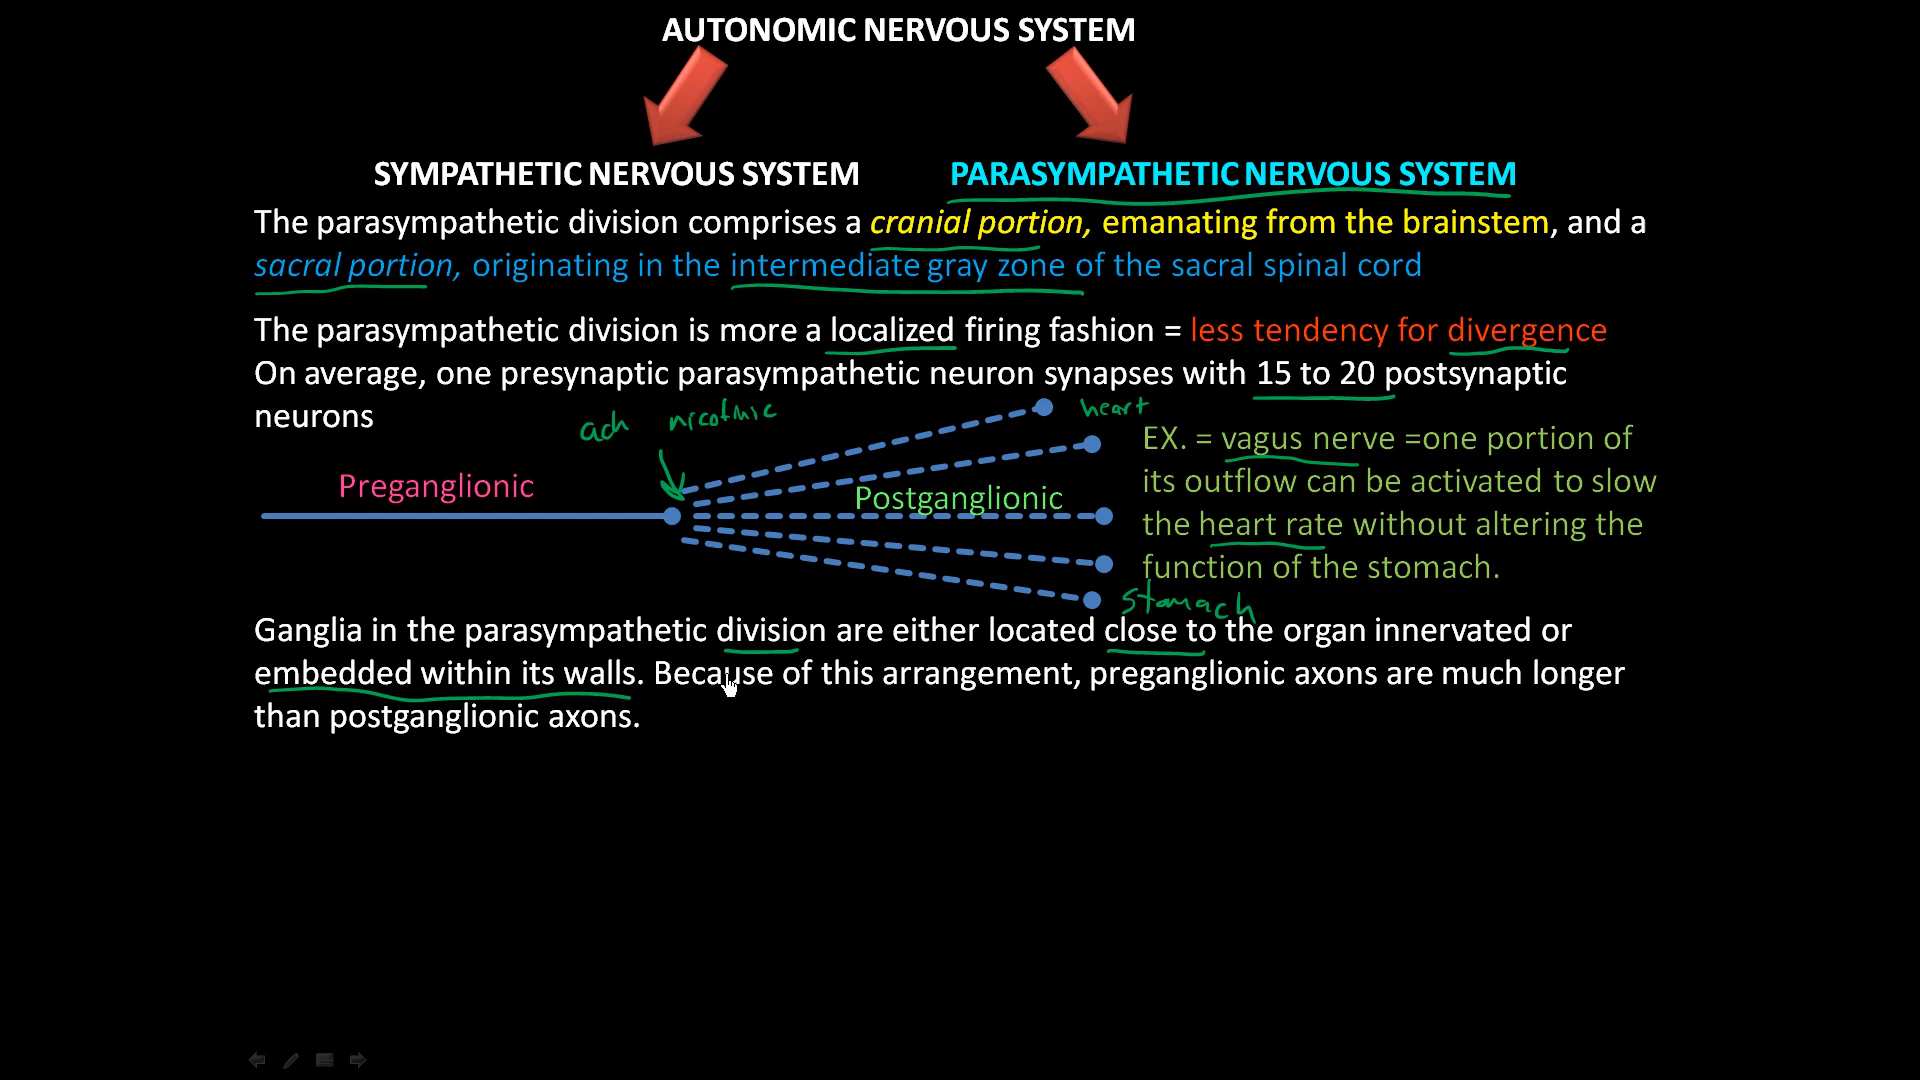 AUTONOMIC NERVOUS SYSTEM
SYMPATHETIC NERVOUS SYSTEM
PARASYMPATHETIC NERVOUS SYSTEM
The parasympathetic division comprises a cranial portion, emanating from the brainstem, and a
sacral portion, originating in the intermediate gray zone of the sacral spinal cord
The parasympathetic division is more a localized firing fashion = less tendency for divergence
On average, one presynaptic parasympathetic neuron synapses with 15 to 20 postsynaptic
neurons
ach
nicotinic
heart
Preganglionic
Postganglionic
EX. = vagus nerve =one portion of
its outflow can be activated to slow
the heart rate without altering the
function of the stomach.
stomach
Ganglia in the parasympathetic division are either located close to the organ innervated or
embedded within its walls. Because of this arrangement, preganglionic axons are much longer
than postganglionic axons.